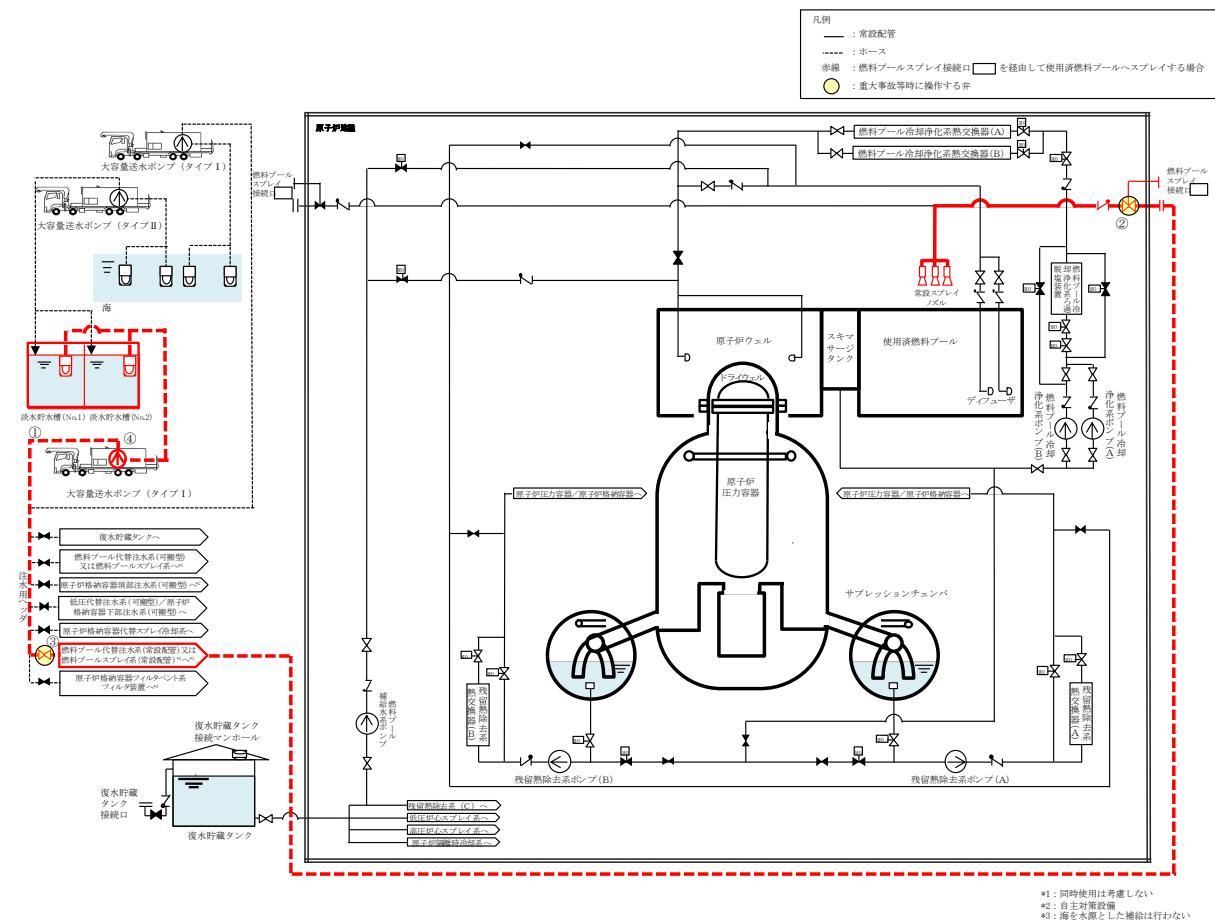 凡例
：常設配管
：ホース
赤線 ：燃料プールスプレイ接続口 を経由して使用済燃料プールへスプレイする場合
：重大事故等時に操作する弁
原子炉建屋
大容量送水ポンプ（タイプⅠ）
大容量送水ポンプ（タイプⅡ）
海
淡水貯水槽(No.1) 淡水貯水槽(No.2)
①
④
大容量送水ポンプ（タイプⅠ）
燃料プール
スプレイ
接続口
燃料プール冷却浄化系熱交換器(A)
燃料プール冷却浄化系熱交換器(B)
MO
MO
MO
MO
MO
燃料プール
スプレイ
接続口
②
常設スプレイ
ノズル
燃料プール冷
却浄化系ろ過
脱塩装置
MO
MO
MO
MO
原子炉ウェル
スキマ
サージ
タンク
使用済燃料プール
ドライウェル
ディフューザ
燃料プール冷却
浄化系ポンプ(B)
燃料プール冷却
浄化系ポンプ(A)
原子炉
圧力容器
原子炉圧力容器／原子炉格納容器へ
原子炉圧力容器／原子炉格納容器へ
サプレッションチェンバ
注水用ヘッダ
復水貯蔵タンクへ
燃料プール代替注水系(可搬型)
又は燃料プールスプレイ系へ*1
原子炉格納容器頂部注水系(可搬型)へ*2
低圧代替注水系(可搬型)／原子炉
格納容器下部注水系(可搬型)へ
原子炉格納容器代替スプレイ冷却系へ
③
燃料プール代替注水系(常設配管)又は
燃料プールスプレイ系(常設配管)*3へ*1
原子炉格納容器フィルタベント系
フィルタ装置へ*3
燃料プール
補給水系ポンプ
残留熱除去系
熱交換器(B)
残留熱除去系
熱交換器(A)
MO
MO
MO
MO
MO
MO
MO
MO
残留熱除去系ポンプ(B)
残留熱除去系ポンプ(A)
復水貯蔵タンク
接続マンホール
復水貯蔵
タンク
接続口
復水貯蔵タンク
残留熱除去系（C）へ
低圧炉心スプレイ系へ
高圧炉心スプレイ系へ
原子炉隔離時冷却系へ
*1：同時使用は考慮しない
*2：自主対策設備
*3：海を水源とした補給は行わない